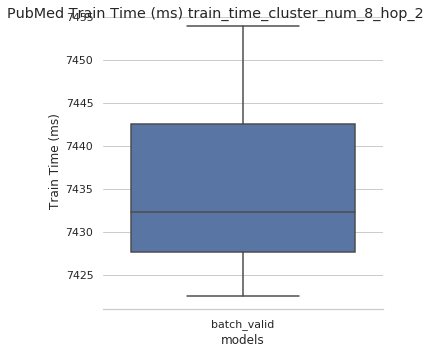 PubMed Train Time (ms) train_time_cluster_num_8_hop_2
7455
7450
7445
7440
7435
7430
7425
Train Time (ms)
batch_valid
models